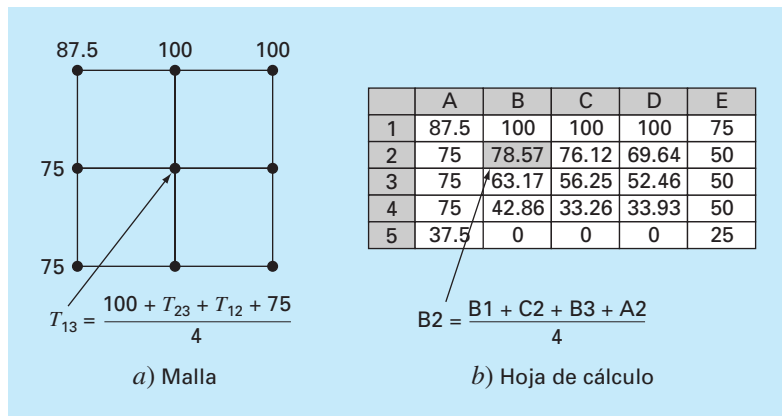 87.5 100 100
75
75
T₁₃ = (100 + T₂₃ + T₁₂ + 75) / 4
a) Malla
A B C D E
1 87.5 100 100 100 75
2 75 78.57 76.12 69.64 50
3 75 63.17 56.25 52.46 50
4 75 42.86 33.26 33.93 50
5 37.5 0 0 0 25
B2 = (B1 + C2 + B3 + A2) / 4
b) Hoja de cálculo